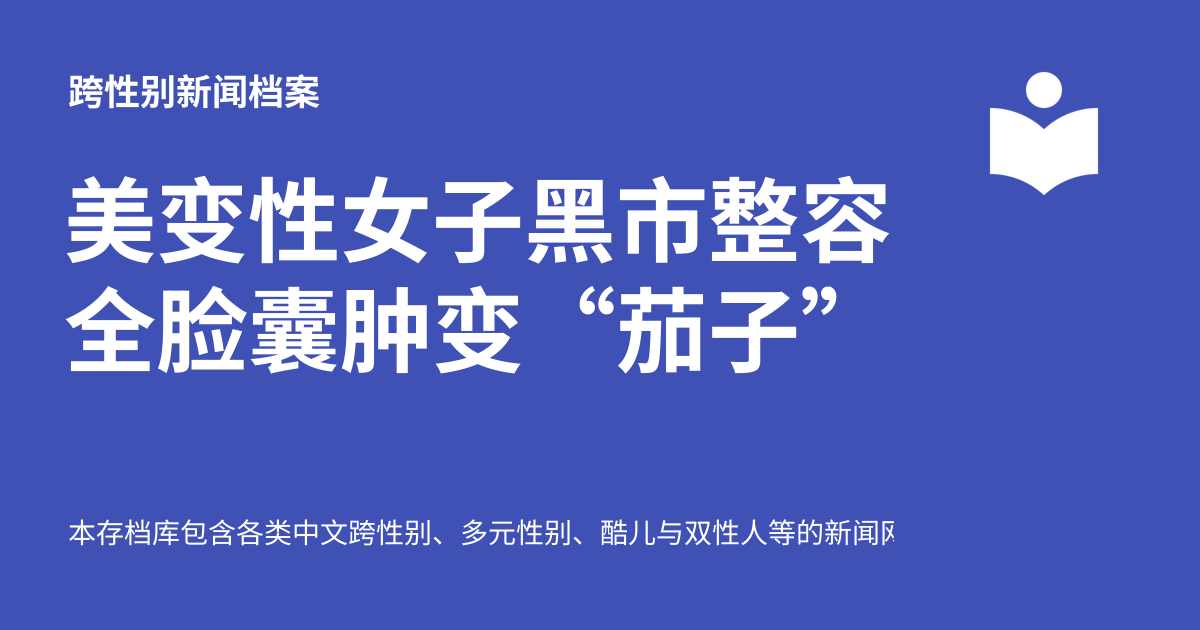 跨性别新闻档案
美变性女子黑市整容
全脸囊肿变“茄子”
本存档库包含各类中文跨性别、多元性别、酷儿与双性人等的新闻